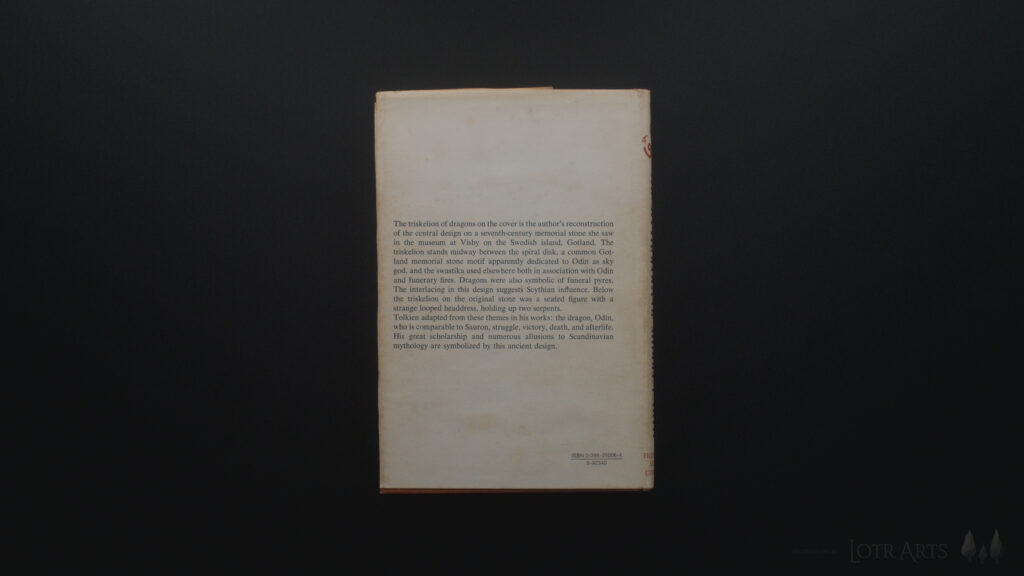 The triskelion of dragons on the cover is the author's reconstruction
of the central design on a seventh-century memorial stone she saw
in the museum at Visby on the Swedish island, Gotland. The
triskelion stands midway between the spiral disk, a common Got-
land memorial stone motif apparently dedicated to Odin as sky
god, and the swastika used elsewhere both in association with Odin
and funerary fires. Dragons were also symbolic of funeral pyres.
The interlacing in this design suggests Scythian influence. Below
the triskelion on the original stone was a seated figure with a
strange looped headdress, holding up two serpents.
Tolkien adapted from these themes in his works: the dragon, Odin,
who is comparable to Sauron, struggle, victory, death, and afterlife.
His great scholarship and numerous allusions to Scandinavian
mythology are symbolized by this ancient design.
ISBN
LOTR ARTS